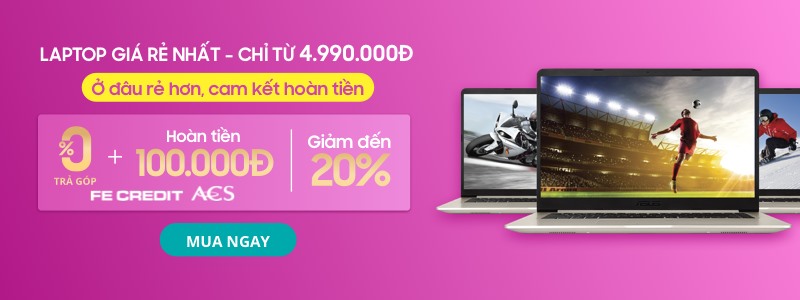 LAPTOP GIÁ RẺ NHẤT - CHỈ TỪ 4.990.000Đ
Ở đâu rẻ hơn, cam kết hoàn tiền
0%
TRẢ GÓP
+
Hoàn tiền
100.000Đ
FE CREDIT ACS
Giảm đến
20%
MUA NGAY
ASUS